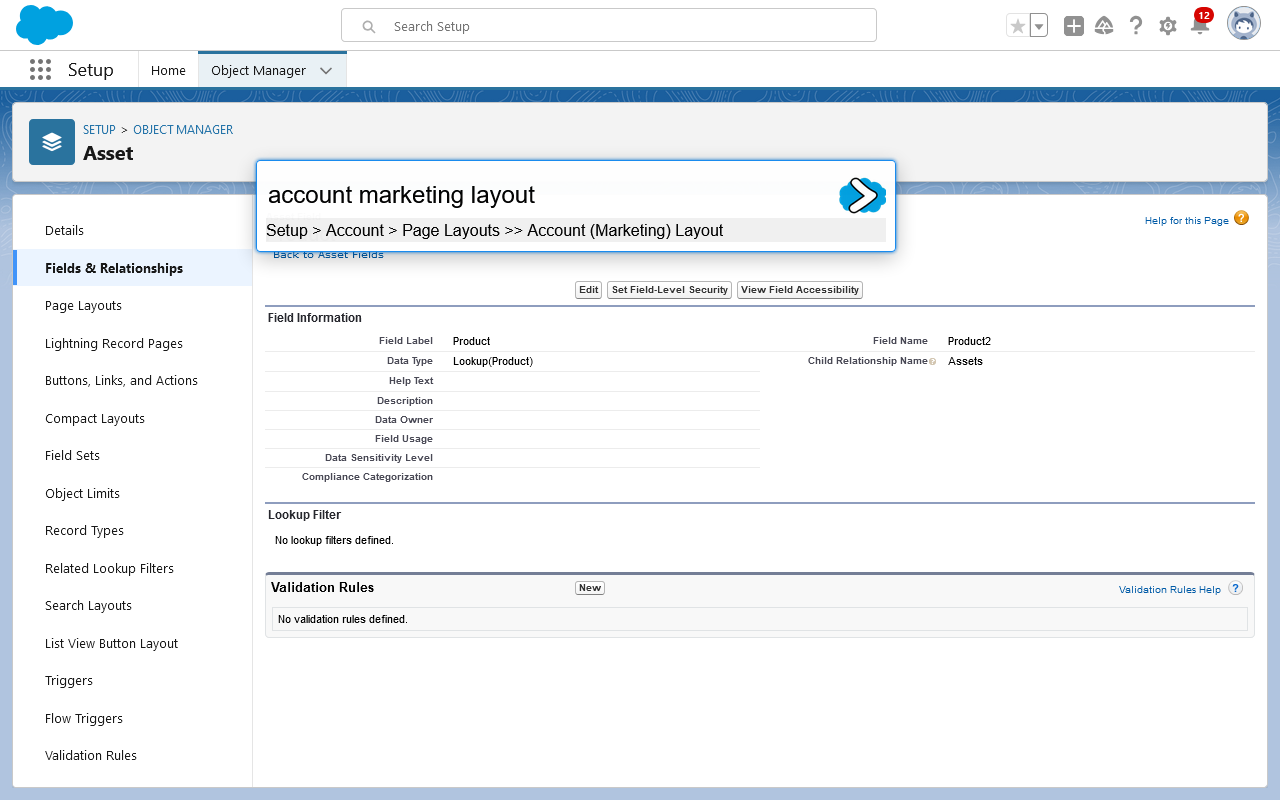 Search Setup
12
Setup
Home
Object Manager
SETUP > OBJECT MANAGER
Asset
account marketing layout
Setup > Account > Page Layouts >> Account (Marketing) Layout
Help for this Page ?
Back to Asset Fields
Details
Fields & Relationships
Page Layouts
Lightning Record Pages
Buttons, Links, and Actions
Compact Layouts
Field Sets
Object Limits
Record Types
Related Lookup Filters
Search Layouts
List View Button Layout
Triggers
Flow Triggers
Validation Rules
Edit
Set Field-Level Security
View Field Accessibility
Field Information
Field Label Product
Field Name Product2
Data Type Lookup(Product)
Child Relationship Name Assets
Help Text
Description
Data Owner
Field Usage
Data Sensitivity Level
Compliance Categorization
Lookup Filter
No lookup filters defined.
Validation Rules
New
Validation Rules Help ?
No validation rules defined.